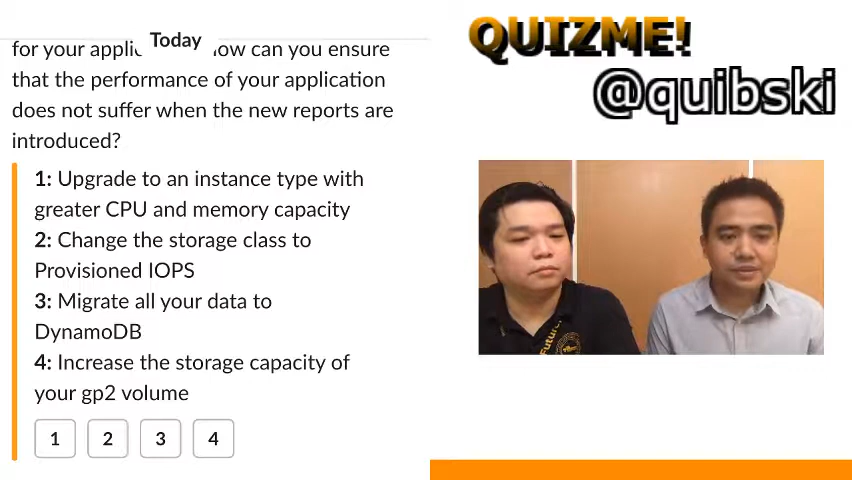 Today
for your applic ow can you ensure
that the performance of your application
does not suffer when the new reports are
introduced?
1: Upgrade to an instance type with
greater CPU and memory capacity
2: Change the storage class to
Provisioned IOPS
3: Migrate all your data to
DynamoDB
4: Increase the storage capacity of
your gp2 volume
1 2 3 4
QUIZME!
@quibski
Future